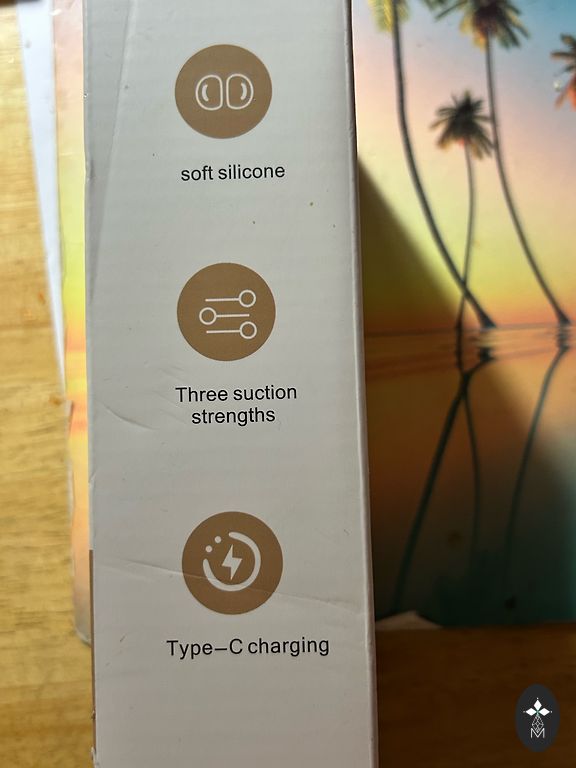 soft silicone
Three suction
strengths
Type–C charging
M